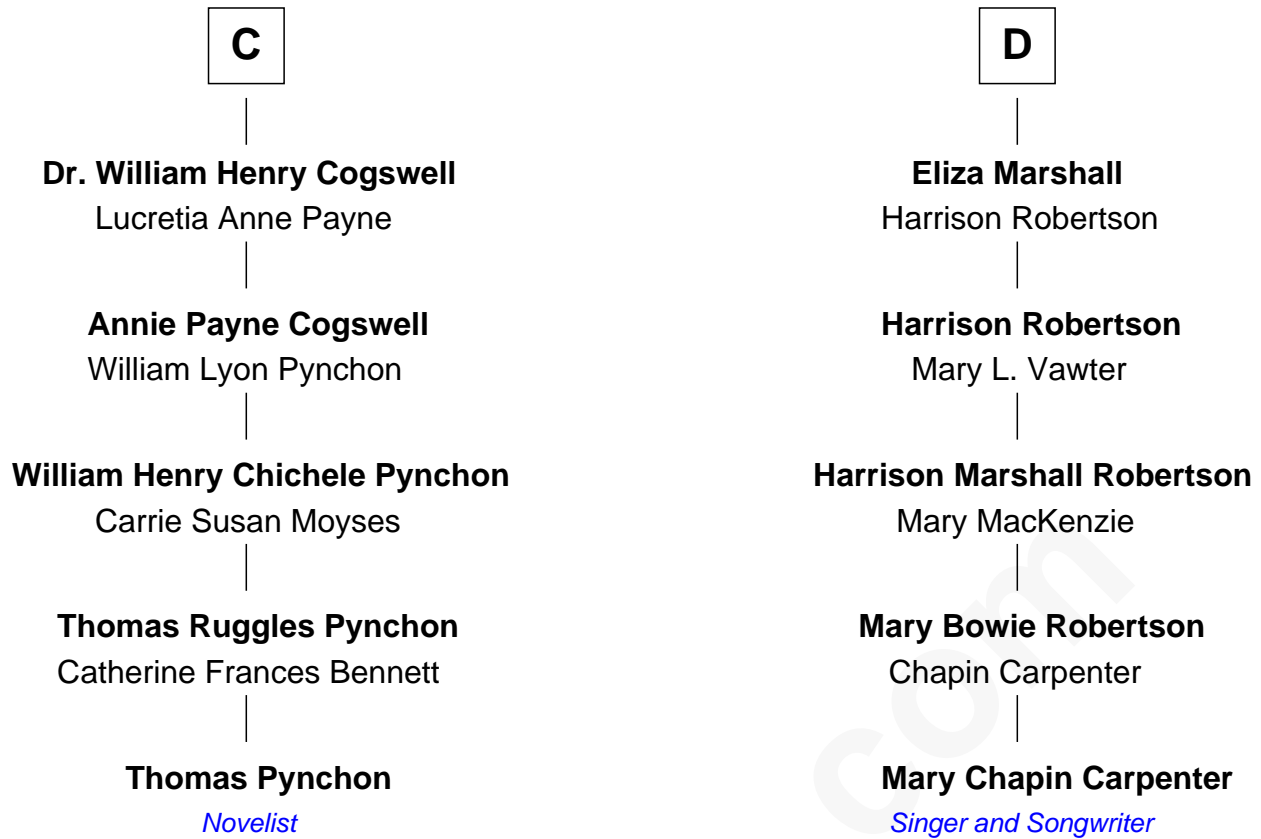 C
Dr. William Henry Cogswell
Lucretia Anne Payne
Annie Payne Cogswell
William Lyon Pynchon
William Henry Chichele Pynchon
Carrie Susan Moyses
Thomas Ruggles Pynchon
Catherine Frances Bennett
Thomas Pynchon
Novelist
D
Eliza Marshall
Harrison Robertson
Harrison Robertson
Mary L. Vawter
Harrison Marshall Robertson
Mary MacKenzie
Mary Bowie Robertson
Chapin Carpenter
Mary Chapin Carpenter
Singer and Songwriter
com